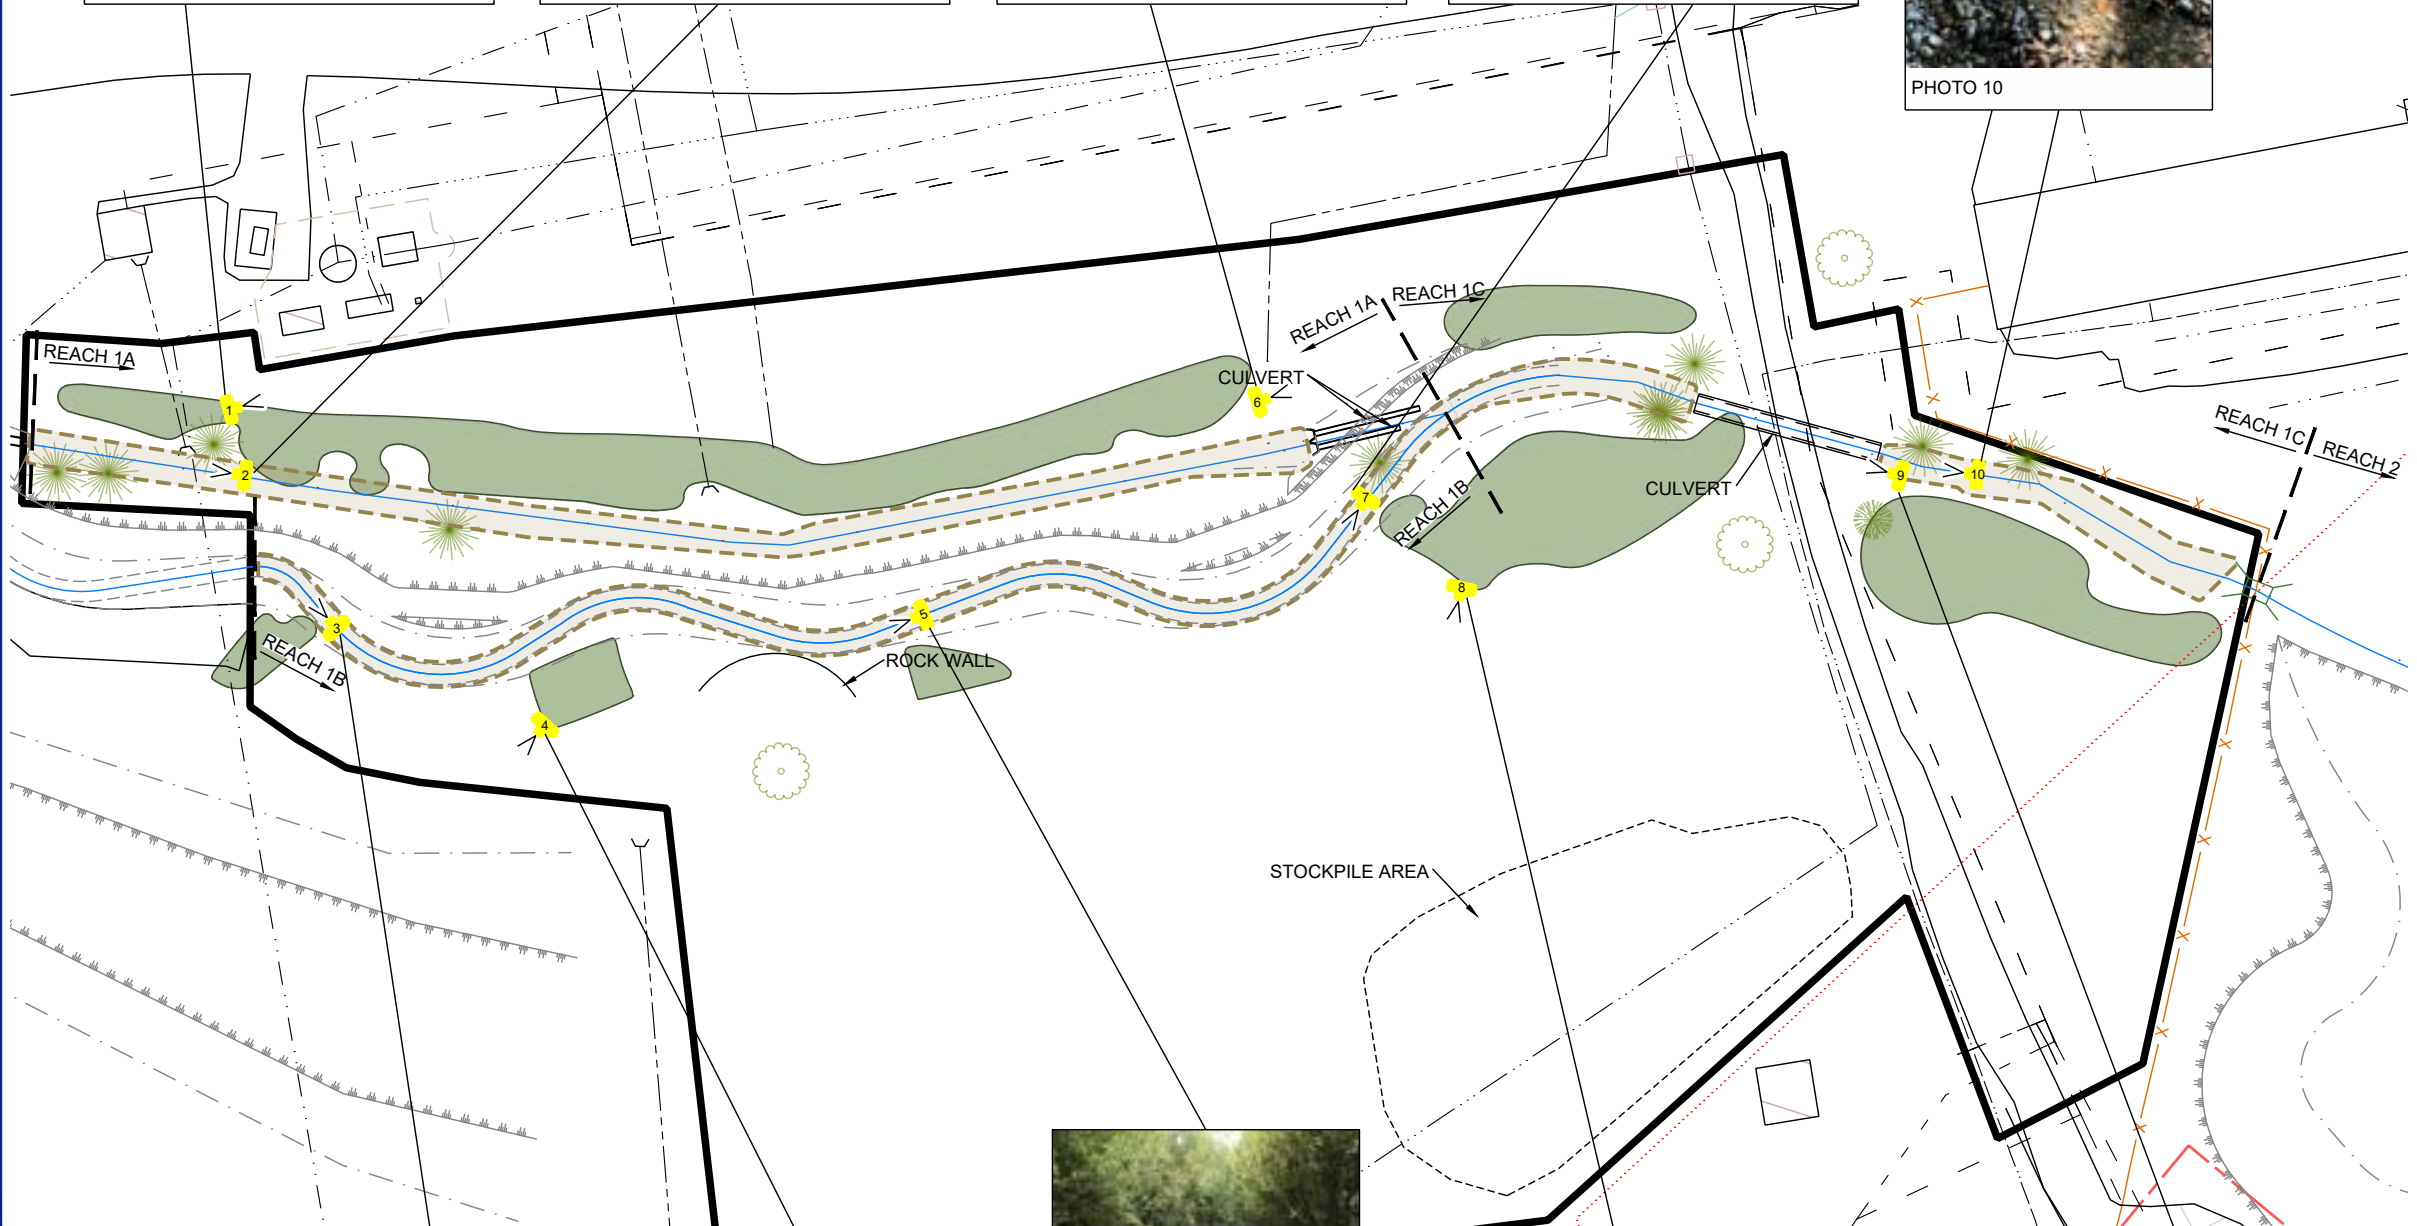 PHOTO 10
REACH 1A
REACH 1C
REACH 1A
CULVERT
1
6
2
REACH 1C
REACH 2
CULVERT
9
10
7
REACH 1B
8
3
5
REACH 1B
ROCK WALL
4
STOCKPILE AREA